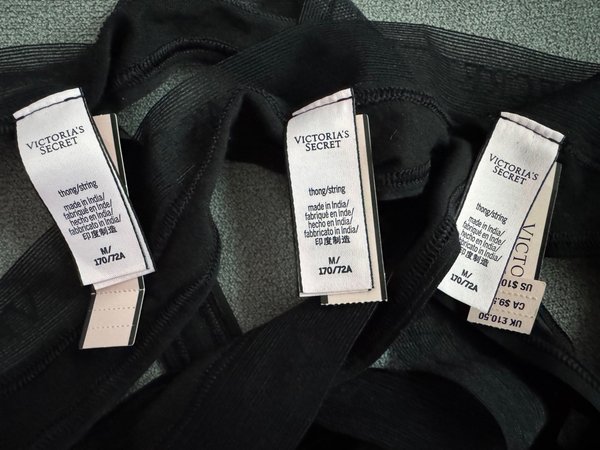 VICTORIA'S
SECRET
thong/string
made in India/
fabriqué en Inde/
hecho en India/
fabbricato in India/
印度制造
M/
170/72A
VICTORIA'S
SECRET
thong/string
made in India/
fabriqué en Inde/
hecho en India/
fabbricato in India/
印度制造
M/
170/72A
VICTORIA'S
SECRET
thong/string
made in India/
fabriqué en Inde/
hecho en India/
fabbricato in India/
印度制造
M/
170/72A
VICTO
US $10
CA $9.5
UK £10.50